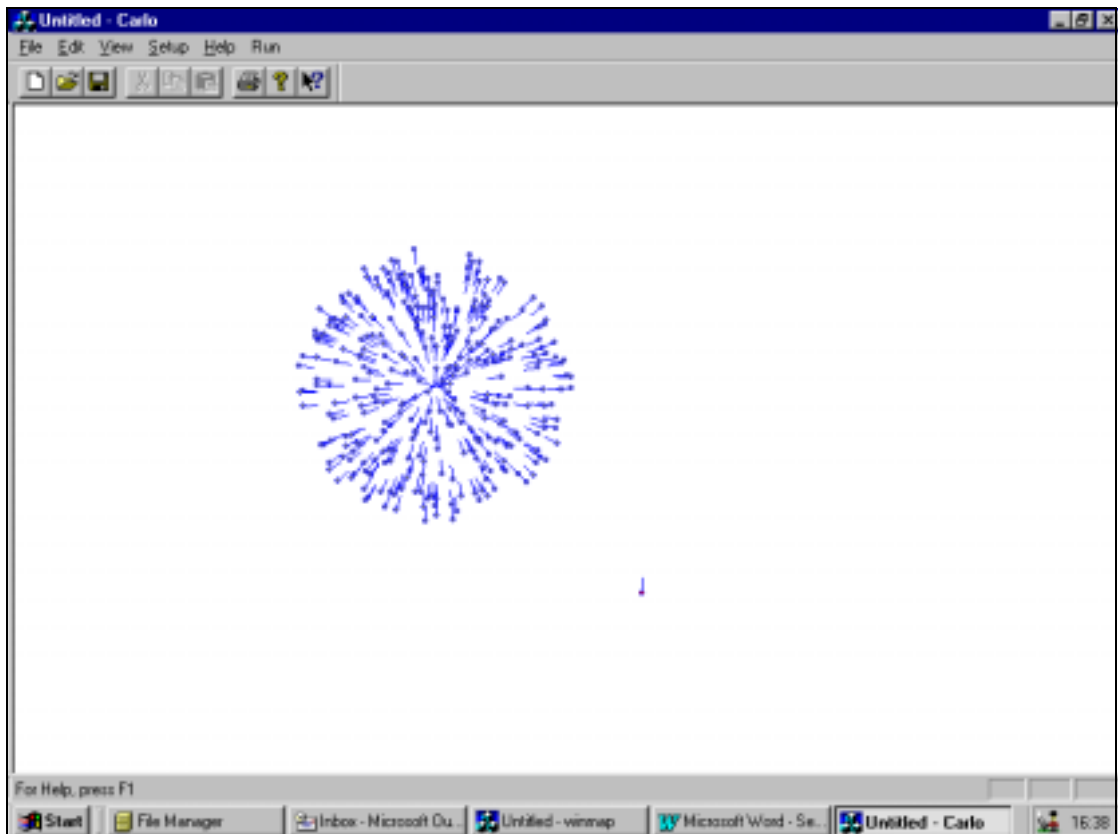 Untitled - Carlo
File Edit View Setup Help Run
For Help, press F1
Start File Manager Inbox - Microsoft Ou... Untitled - winmap Microsoft Word - Se... Untitled - Carlo 16:38